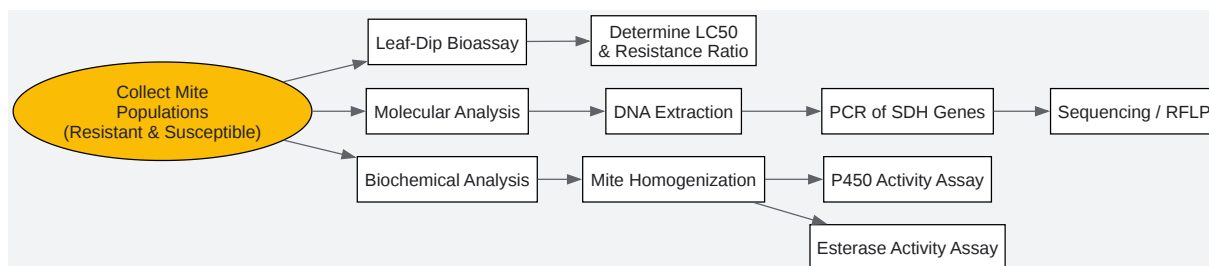 Collect Mite
Populations
(Resistant & Susceptible)
Leaf-Dip Bioassay
Determine LC50
& Resistance Ratio
Molecular Analysis
DNA Extraction
PCR of SDH Genes
Sequencing / RFLP
Biochemical Analysis
Mite Homogenization
P450 Activity Assay
Esterase Activity Assay